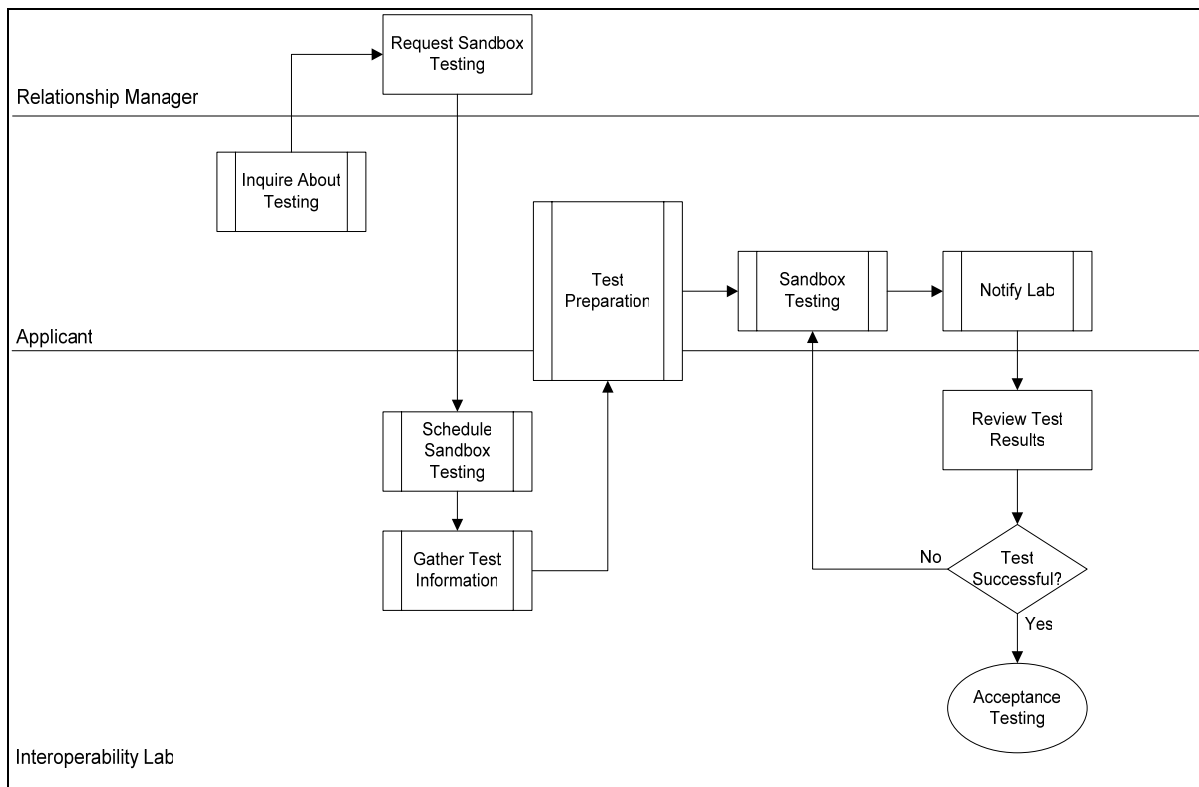 Request Sandbox
Testing
Relationship Manager
Inquire About
Testing
Test
Preparation
Sandbox
Testing
Notify Lab
Applicant
Schedule
Sandbox
Testing
Review Test
Results
Gather Test
Information
No
Test
Successful?
Yes
Acceptance
Testing
Interoperability Lab